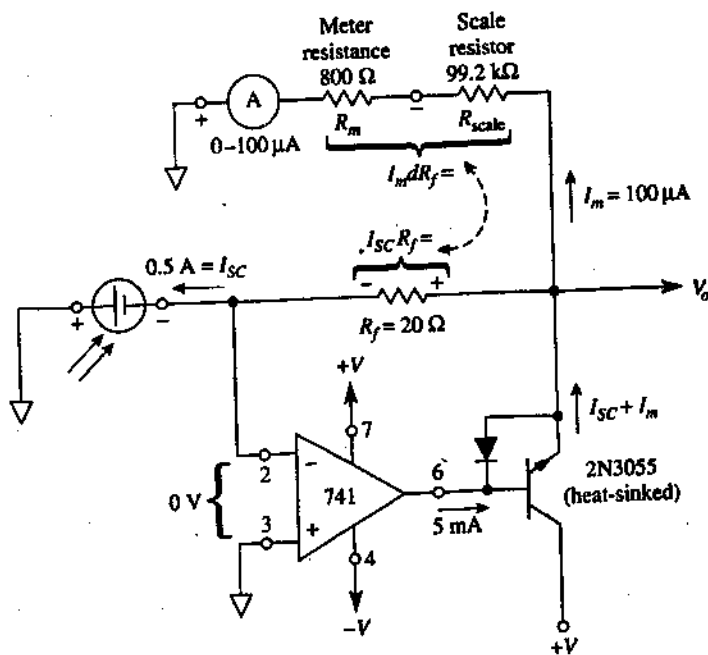 Meter
resistance
800 Ω
Scale
resistor
99.2 kΩ
A
+
−
0–100 μA
R_m
R_scale
I_m dR_f =
I_m = 100 μA
I_SC R_f =
− +
0.5 A = I_SC
+
−
R_f = 20 Ω
V_o
+V
7
I_SC + I_m
2
−
6
741
2N3055
(heat-sinked)
0 V
3
+
5 mA
4
−V
+V